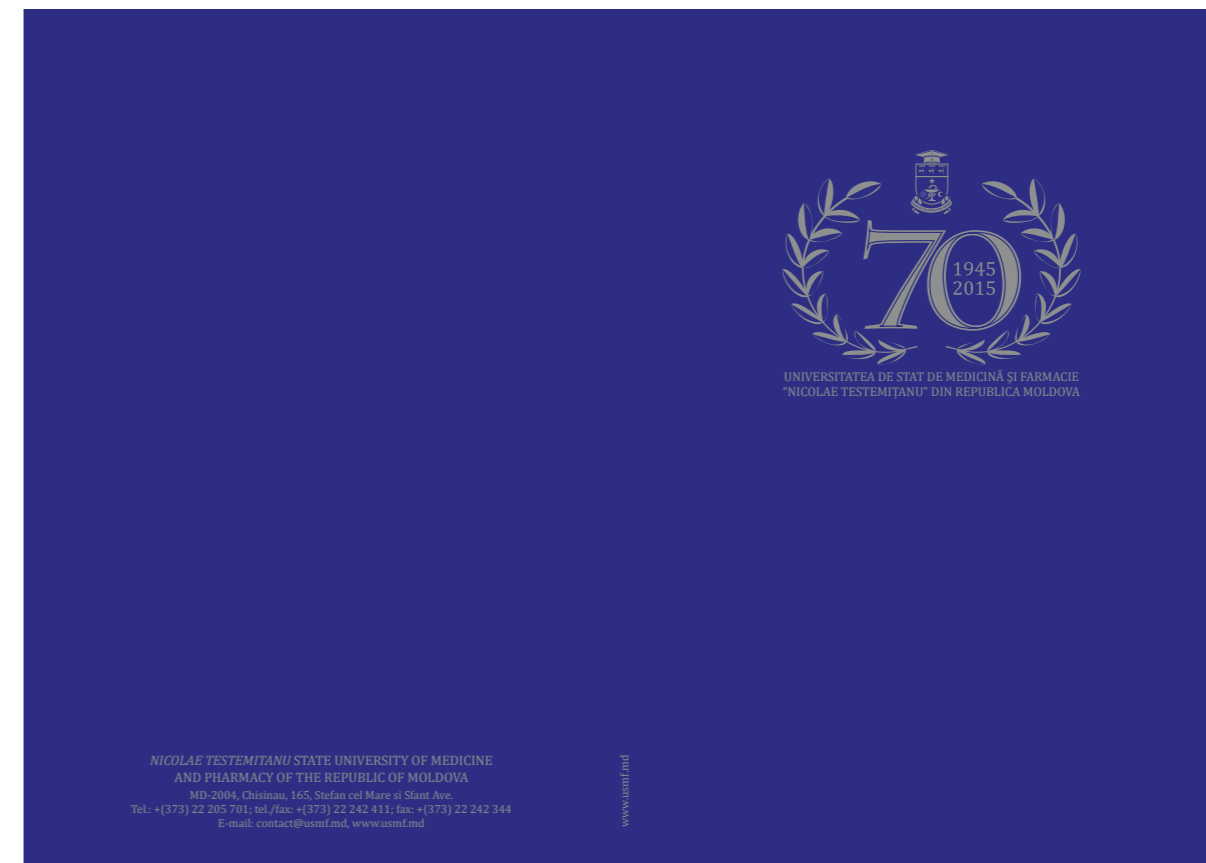 70
1945
2015
UNIVERSITATEA DE STAT DE MEDICINĂ ȘI FARMACIE
"NICOLAE TESTEMIȚANU" DIN REPUBLICA MOLDOVA
NICOLAE TESTEMITANU STATE UNIVERSITY OF MEDICINE
AND PHARMACY OF THE REPUBLIC OF MOLDOVA
MD-2004, Chisinau, 165, Stefan cel Mare si Sfant Ave.
Tel.: +(373) 22 205 701; tel./fax: +(373) 22 242 411; fax: +(373) 22 242 344
E-mail: contact@usmf.md, www.usmf.md
www.usmf.md